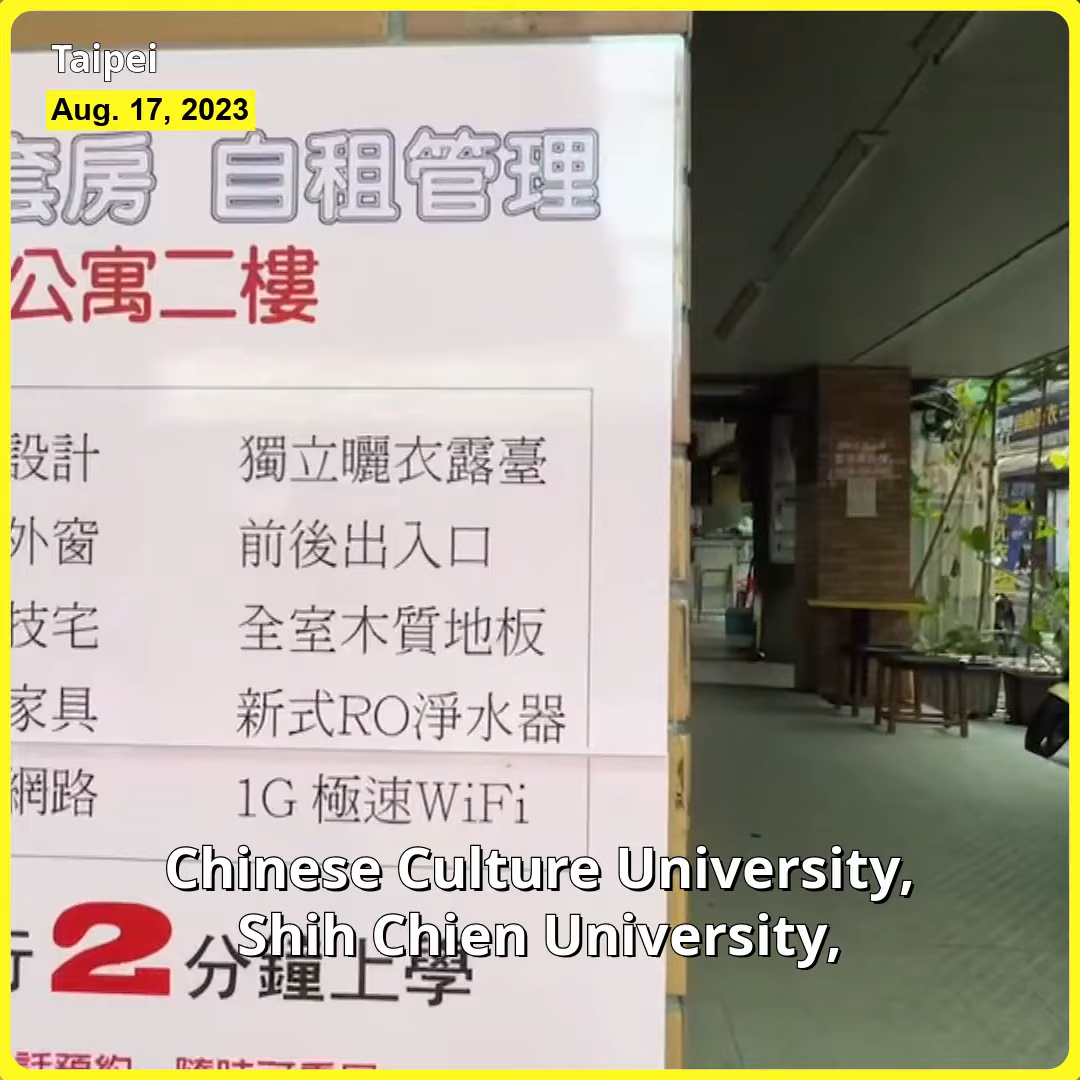 Taipei
Aug. 17, 2023
套房 自租管理
公寓二樓
設計 獨立曬衣露臺
外窗 前後出入口
技宅 全室木質地板
家具 新式RO淨水器
網路 1G 極速WiFi
Chinese Culture University,
Shih Chien University,
行2分鐘上學